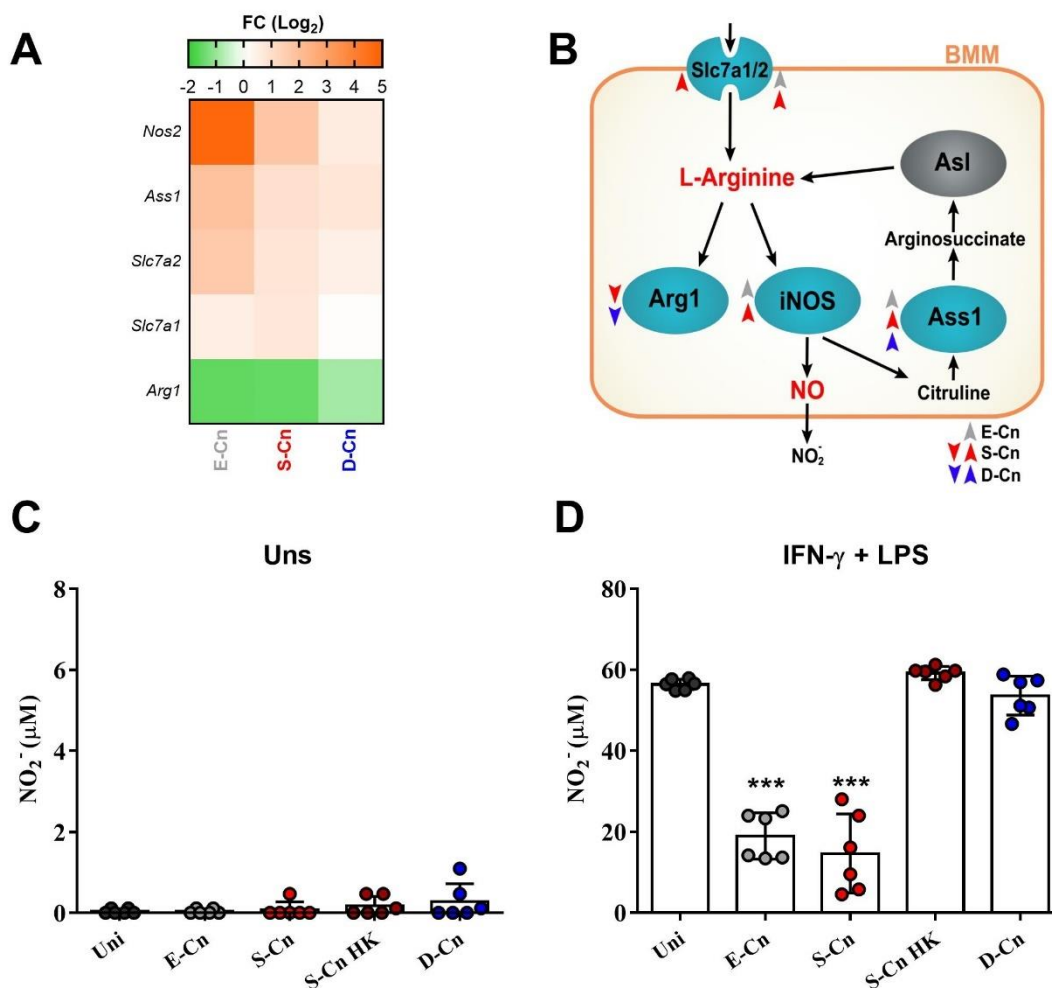 A
FC (Log2)
-2 -1 0 1 2 3 4 5
Nos2
Ass1
Slc7a2
Slc7a1
Arg1
E-Cn
S-Cn
D-Cn
B
BMM
Slc7a1/2
L-Arginine
Asl
Arginosuccinate
Arg1
iNOS
Ass1
NO
Citruline
NO2-
E-Cn
S-Cn
D-Cn
C
Uns
NO2- (µM)
8
6
4
2
0
Uni
E-Cn
S-Cn
S-Cn HK
D-Cn
D
IFN-γ + LPS
NO2- (µM)
80
60
40
20
0
***
***
Uni
E-Cn
S-Cn
S-Cn HK
D-Cn